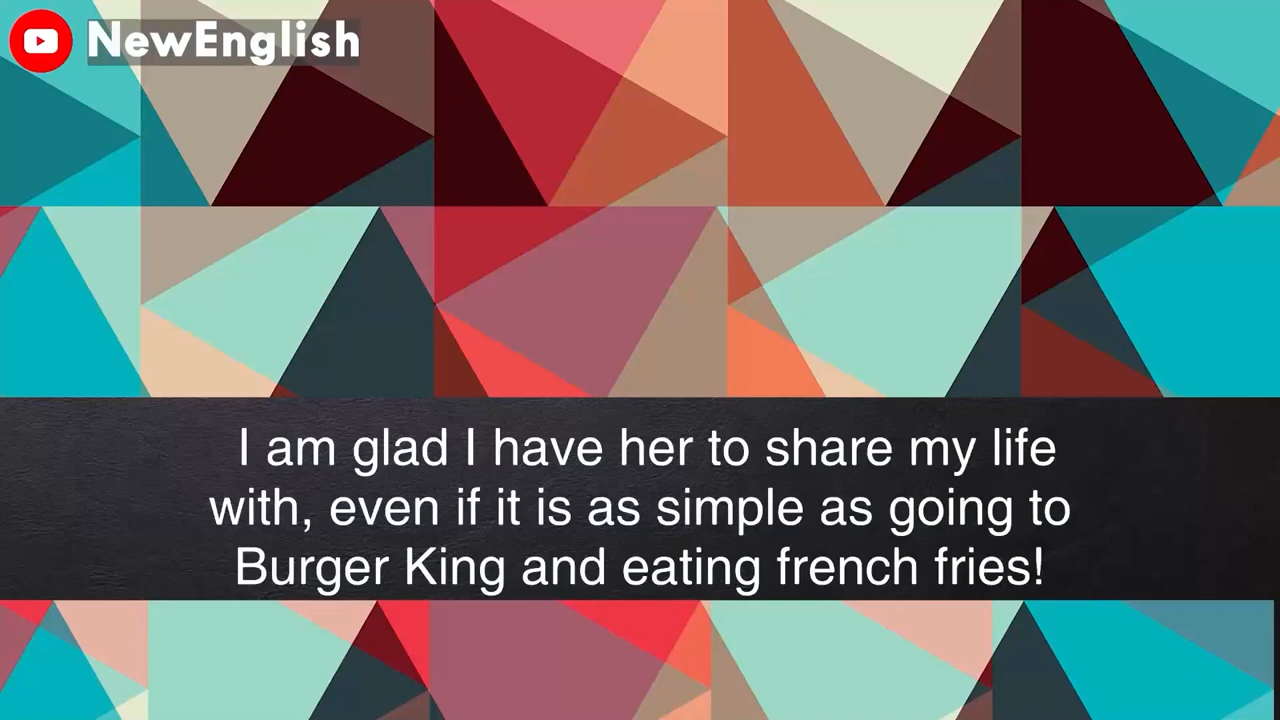 NewEnglish
I am glad I have her to share my life
with, even if it is as simple as going to
Burger King and eating french fries!